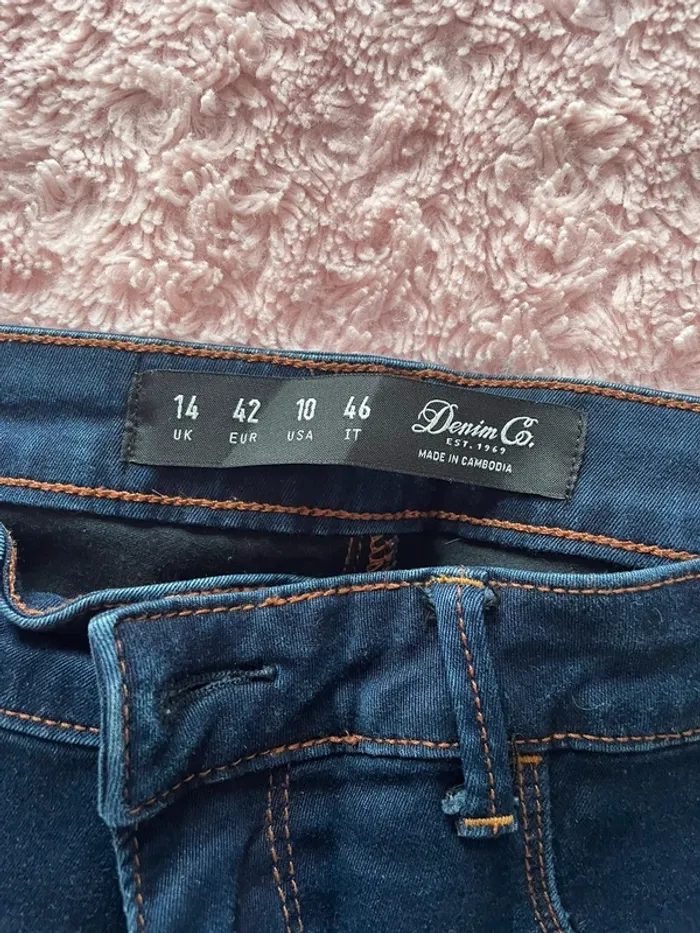 14 42 10 46
UK EUR USA IT
Denim Co.
EST. 1969
MADE IN CAMBODIA